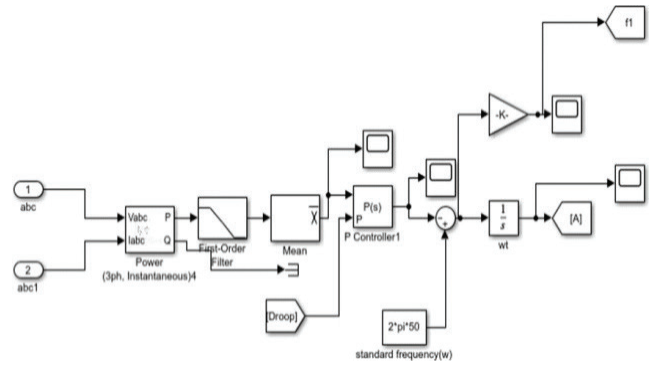 f1
-K-
1
abc
Vabc P
Iabc Q
Power
(3ph, Instantaneous)4
First-Order
Filter
X
Mean
P(s)
P
P Controller1
-
+
1
s
wt
[A]
2
abc1
[Droop]
2*pi*50
standard frequency(w)